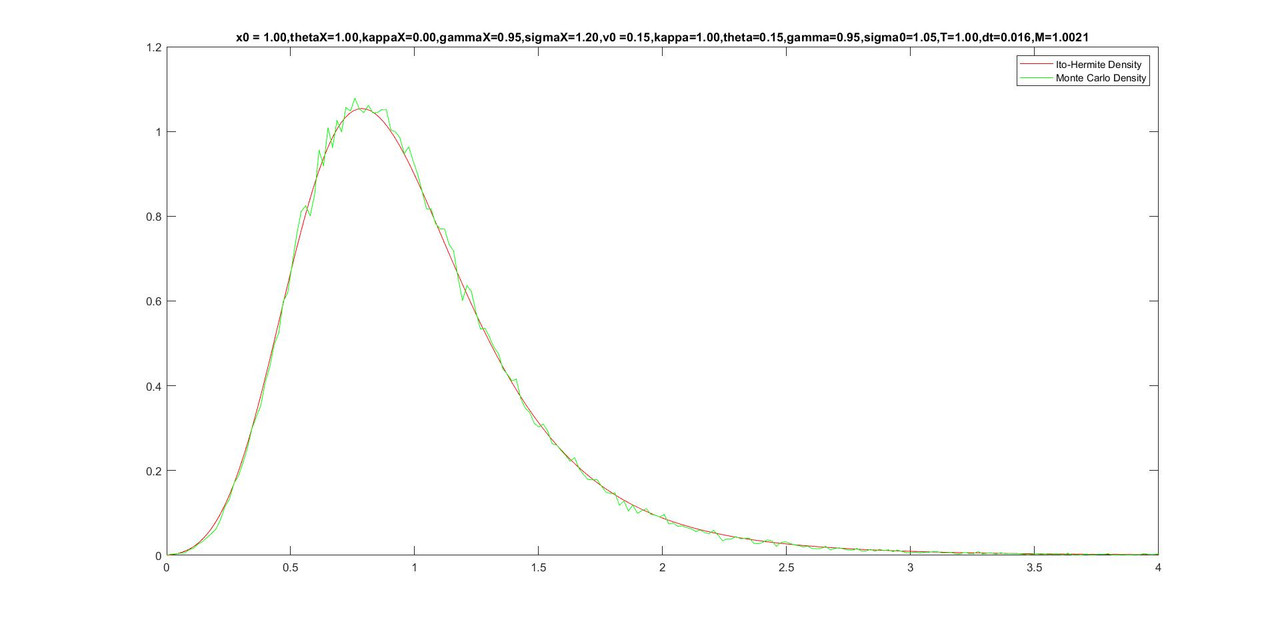 x0 = 1.00,thetaX=1.00,kappaX=0.00,gammaX=0.95,sigmaX=1.20,v0 =0.15,kappa=1.00,theta=0.15,gamma=0.95,sigma0=1.05,T=1.00,dt=0.016,M=1.0021
Ito-Hermite Density
Monte Carlo Density
1.2
1
0.8
0.6
0.4
0.2
0
0 0.5 1 1.5 2 2.5 3 3.5 4